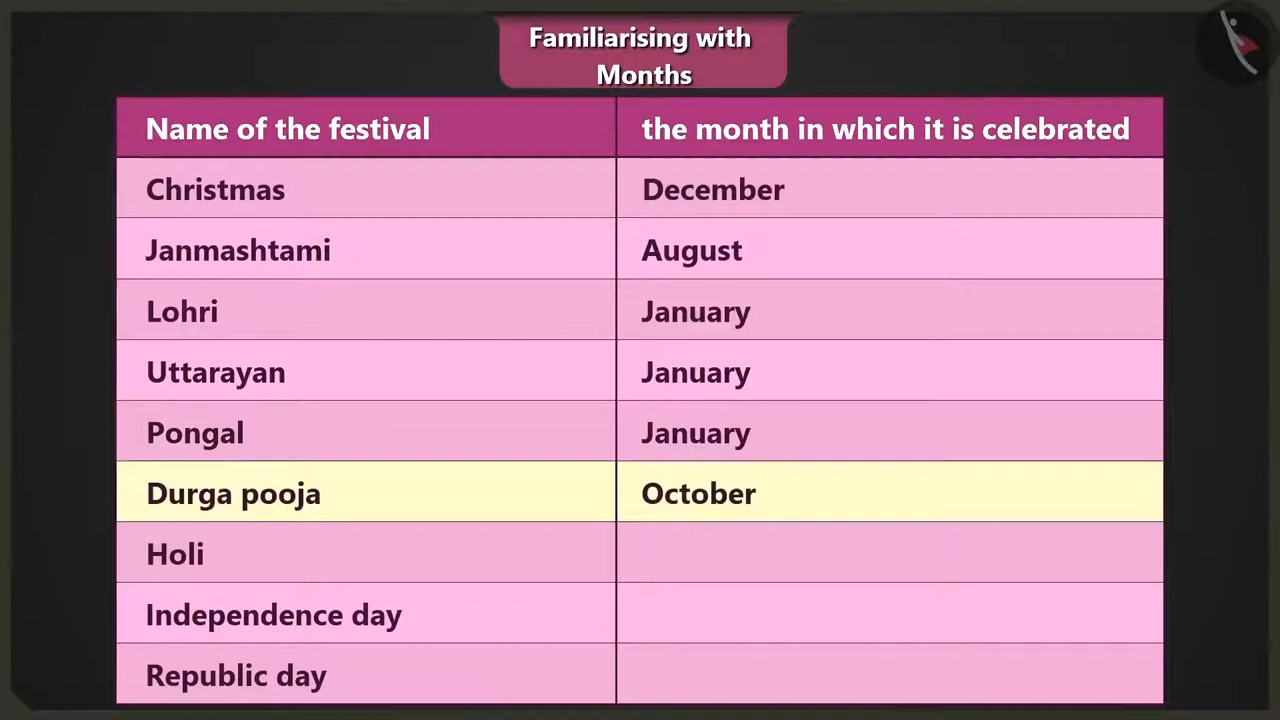 Familiarising with
Months
Name of the festival the month in which it is celebrated
Christmas December
Janmashtami August
Lohri January
Uttarayan January
Pongal January
Durga pooja October
Holi
Independence day
Republic day